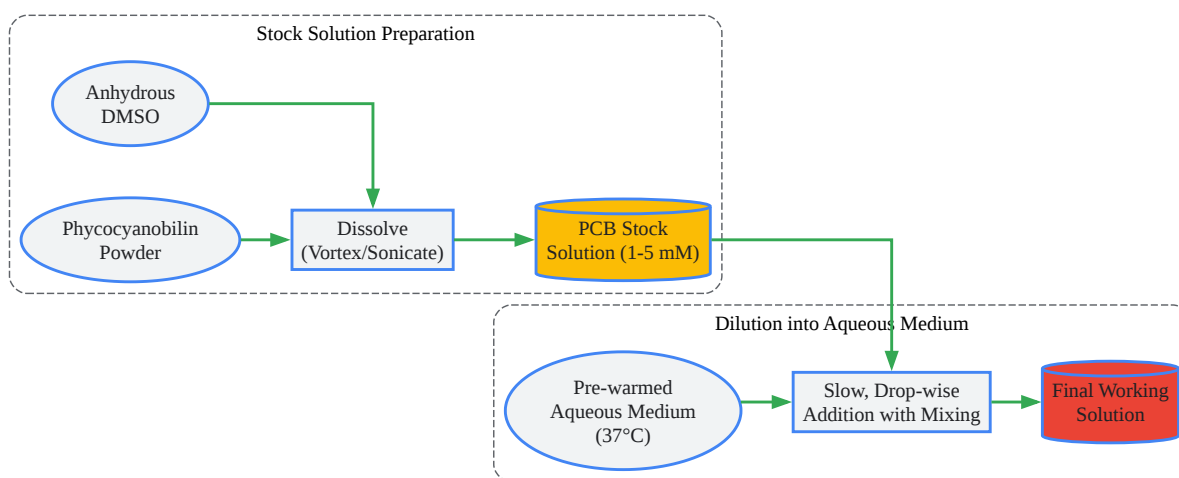 Stock Solution Preparation
Anhydrous
DMSO
Phycocyanobilin
Powder
Dissolve
(Vortex/Sonicate)
PCB Stock
Solution (1-5 mM)
Dilution into Aqueous Medium
Pre-warmed
Aqueous Medium
(37°C)
Slow, Drop-wise
Addition with Mixing
Final Working
Solution